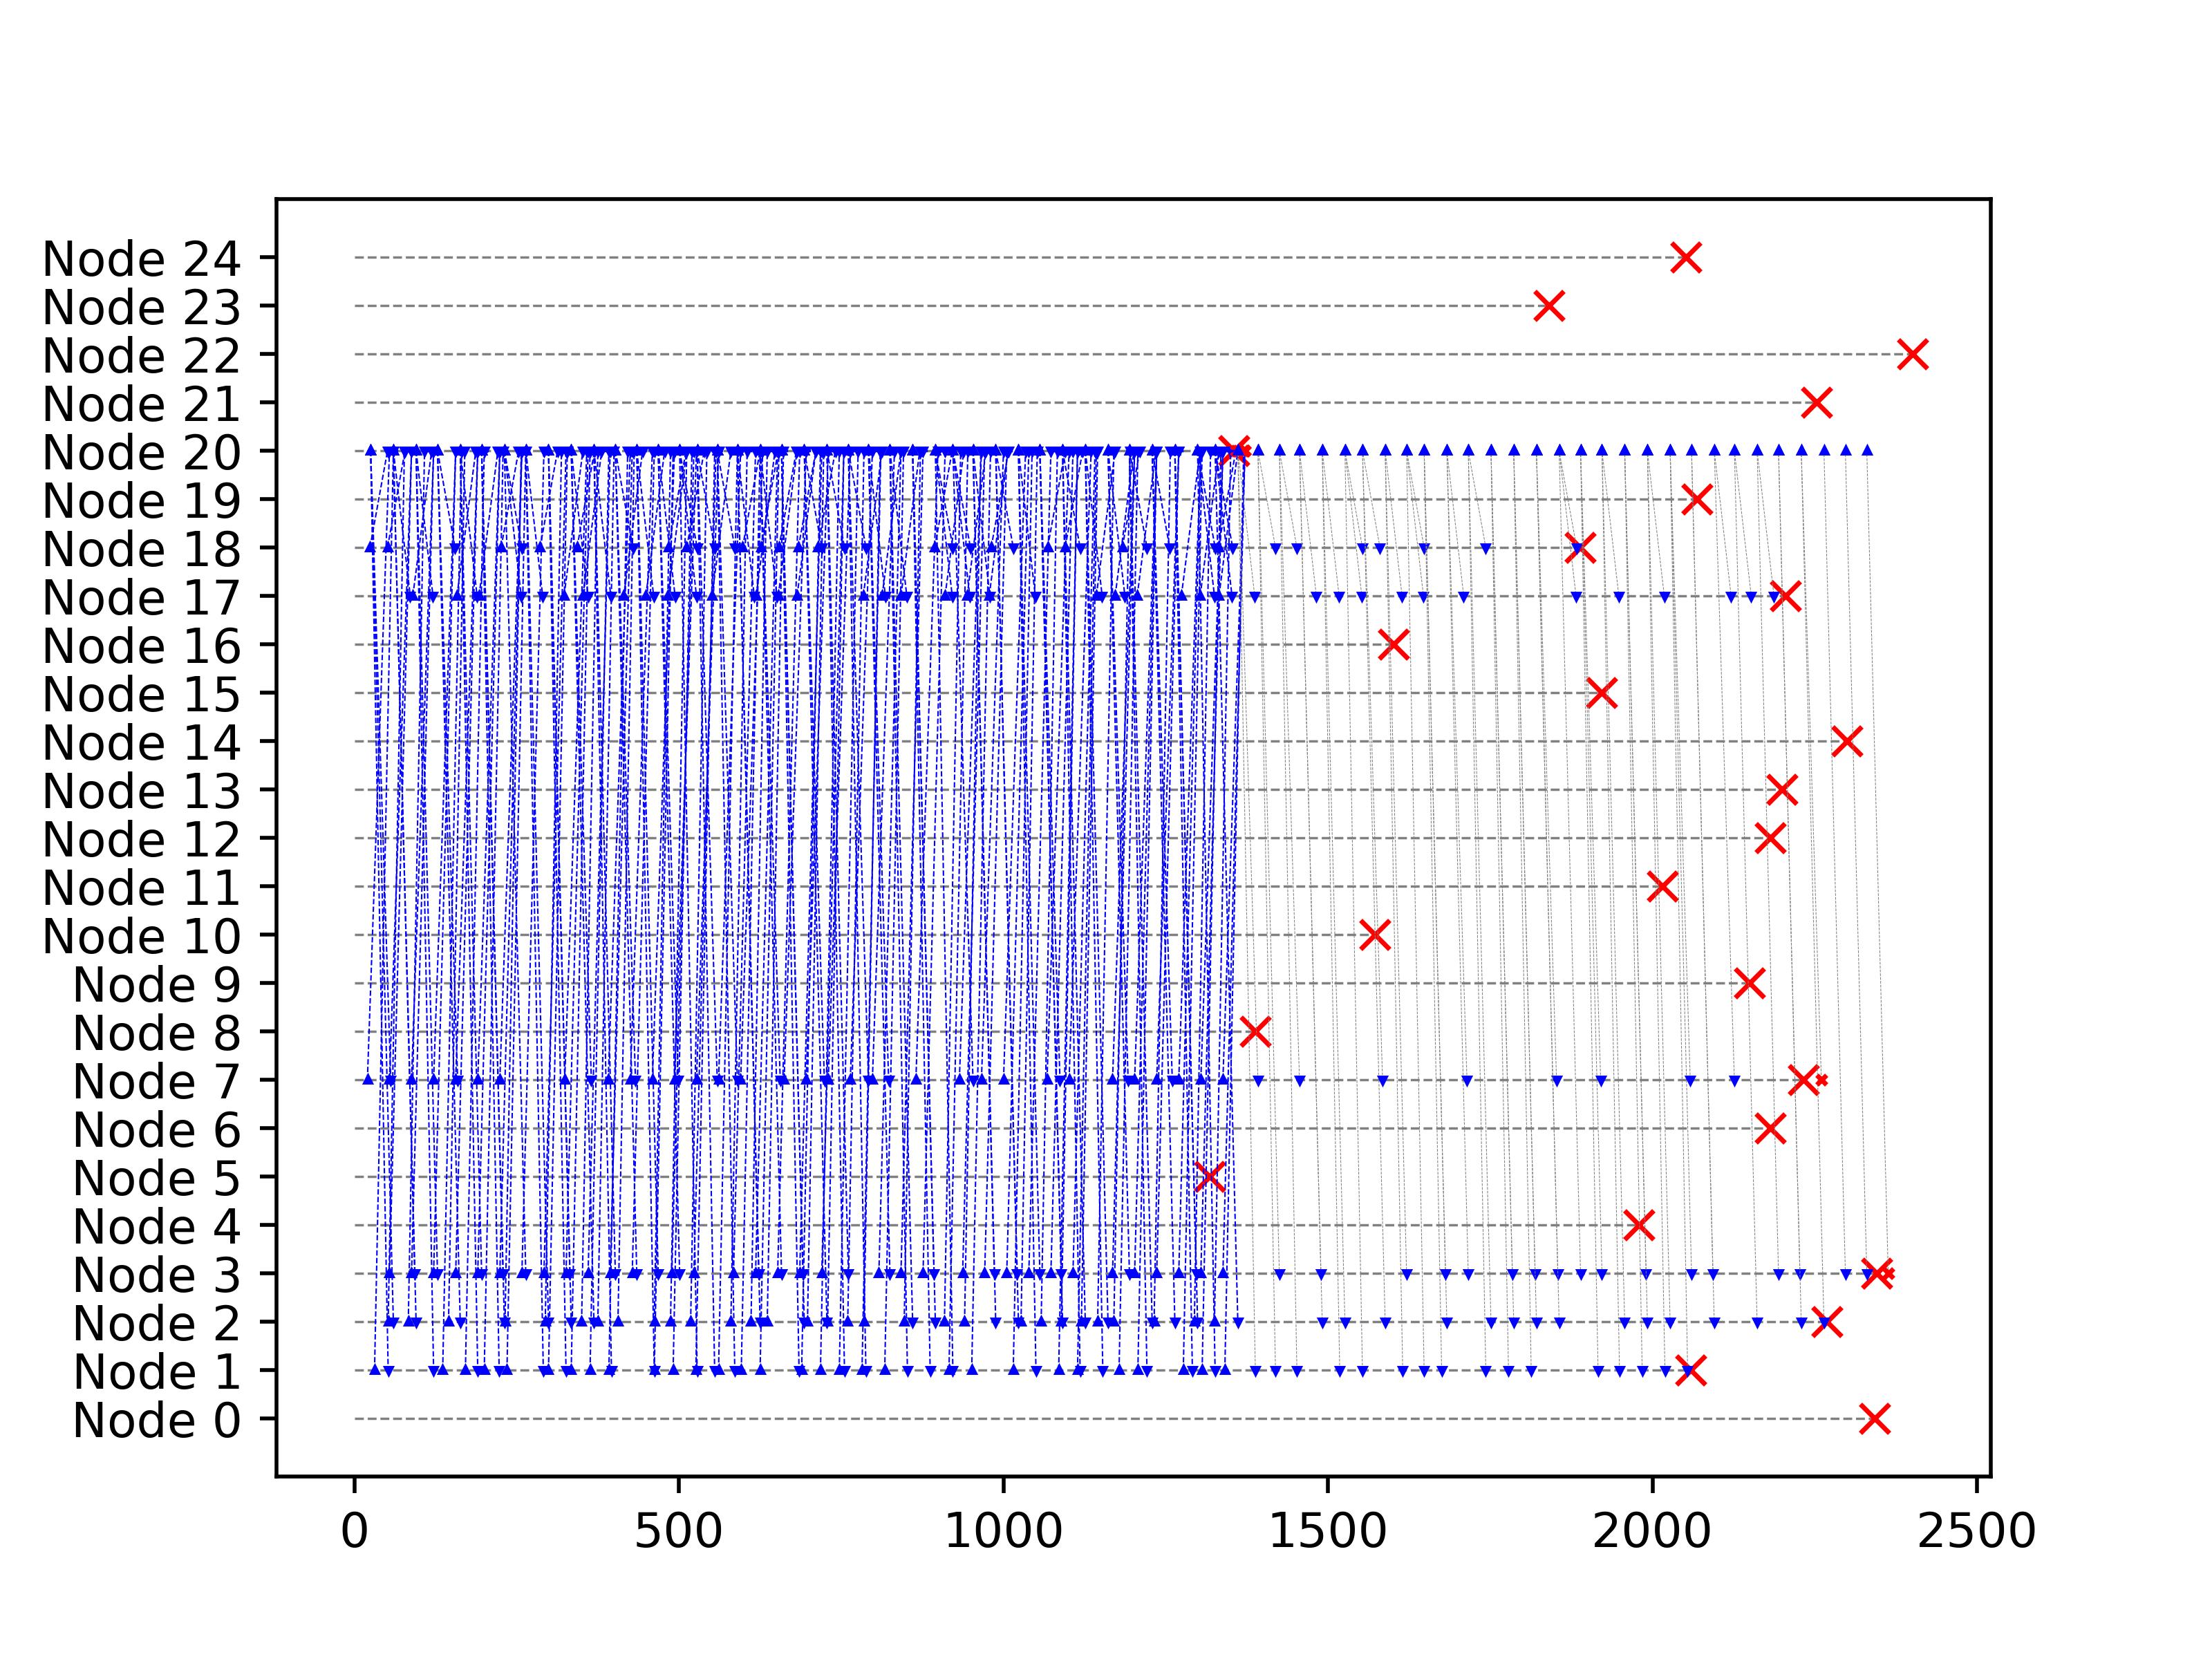 Node 24
Node 23
Node 22
Node 21
Node 20
Node 19
Node 18
Node 17
Node 16
Node 15
Node 14
Node 13
Node 12
Node 11
Node 10
Node 9
Node 8
Node 7
Node 6
Node 5
Node 4
Node 3
Node 2
Node 1
Node 0
0 500 1000 1500 2000 2500